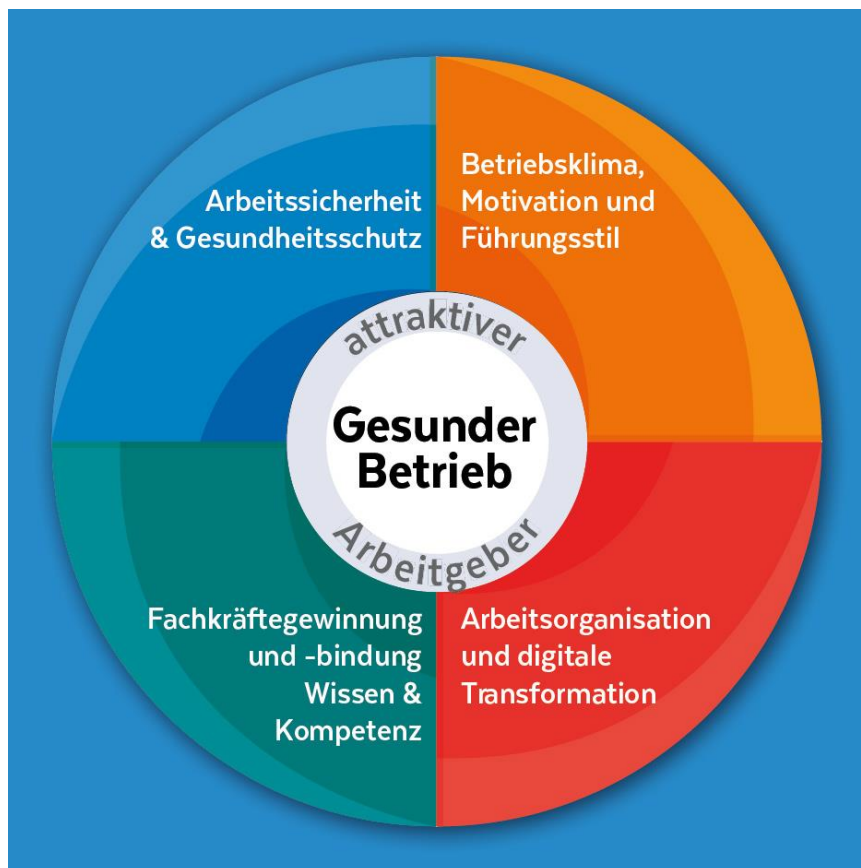 Arbeitssicherheit
& Gesundheitsschutz
Betriebsklima,
Motivation und
Führungsstil
attraktiver
Gesunder
Betrieb
Arbeitgeber
Fachkräftegewinnung
und -bindung
Wissen &
Kompetenz
Arbeitsorganisation
und digitale
Transformation